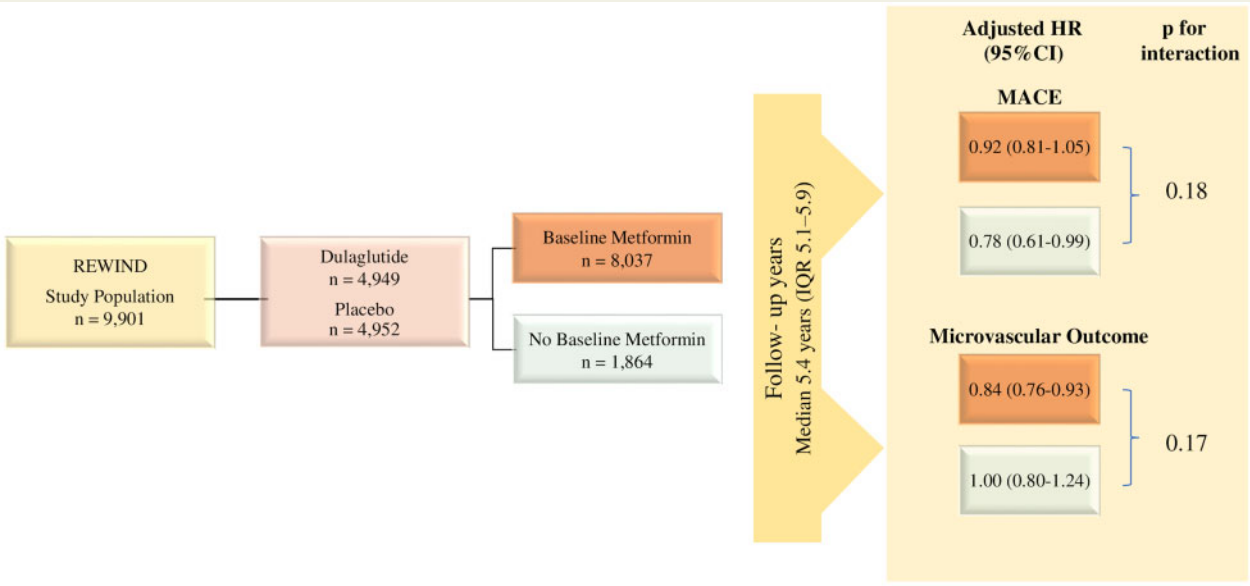 REWIND
Study Population
n = 9,901
Dulaglutide
n = 4,949
Placebo
n = 4,952
Baseline Metformin
n = 8,037
No Baseline Metformin
n = 1,864
Follow- up years
Median 5.4 years (IQR 5.1–5.9)
Adjusted HR
(95%CI)
p for
interaction
MACE
0.92 (0.81-1.05)
0.18
0.78 (0.61-0.99)
Microvascular Outcome
0.84 (0.76-0.93)
0.17
1.00 (0.80-1.24)